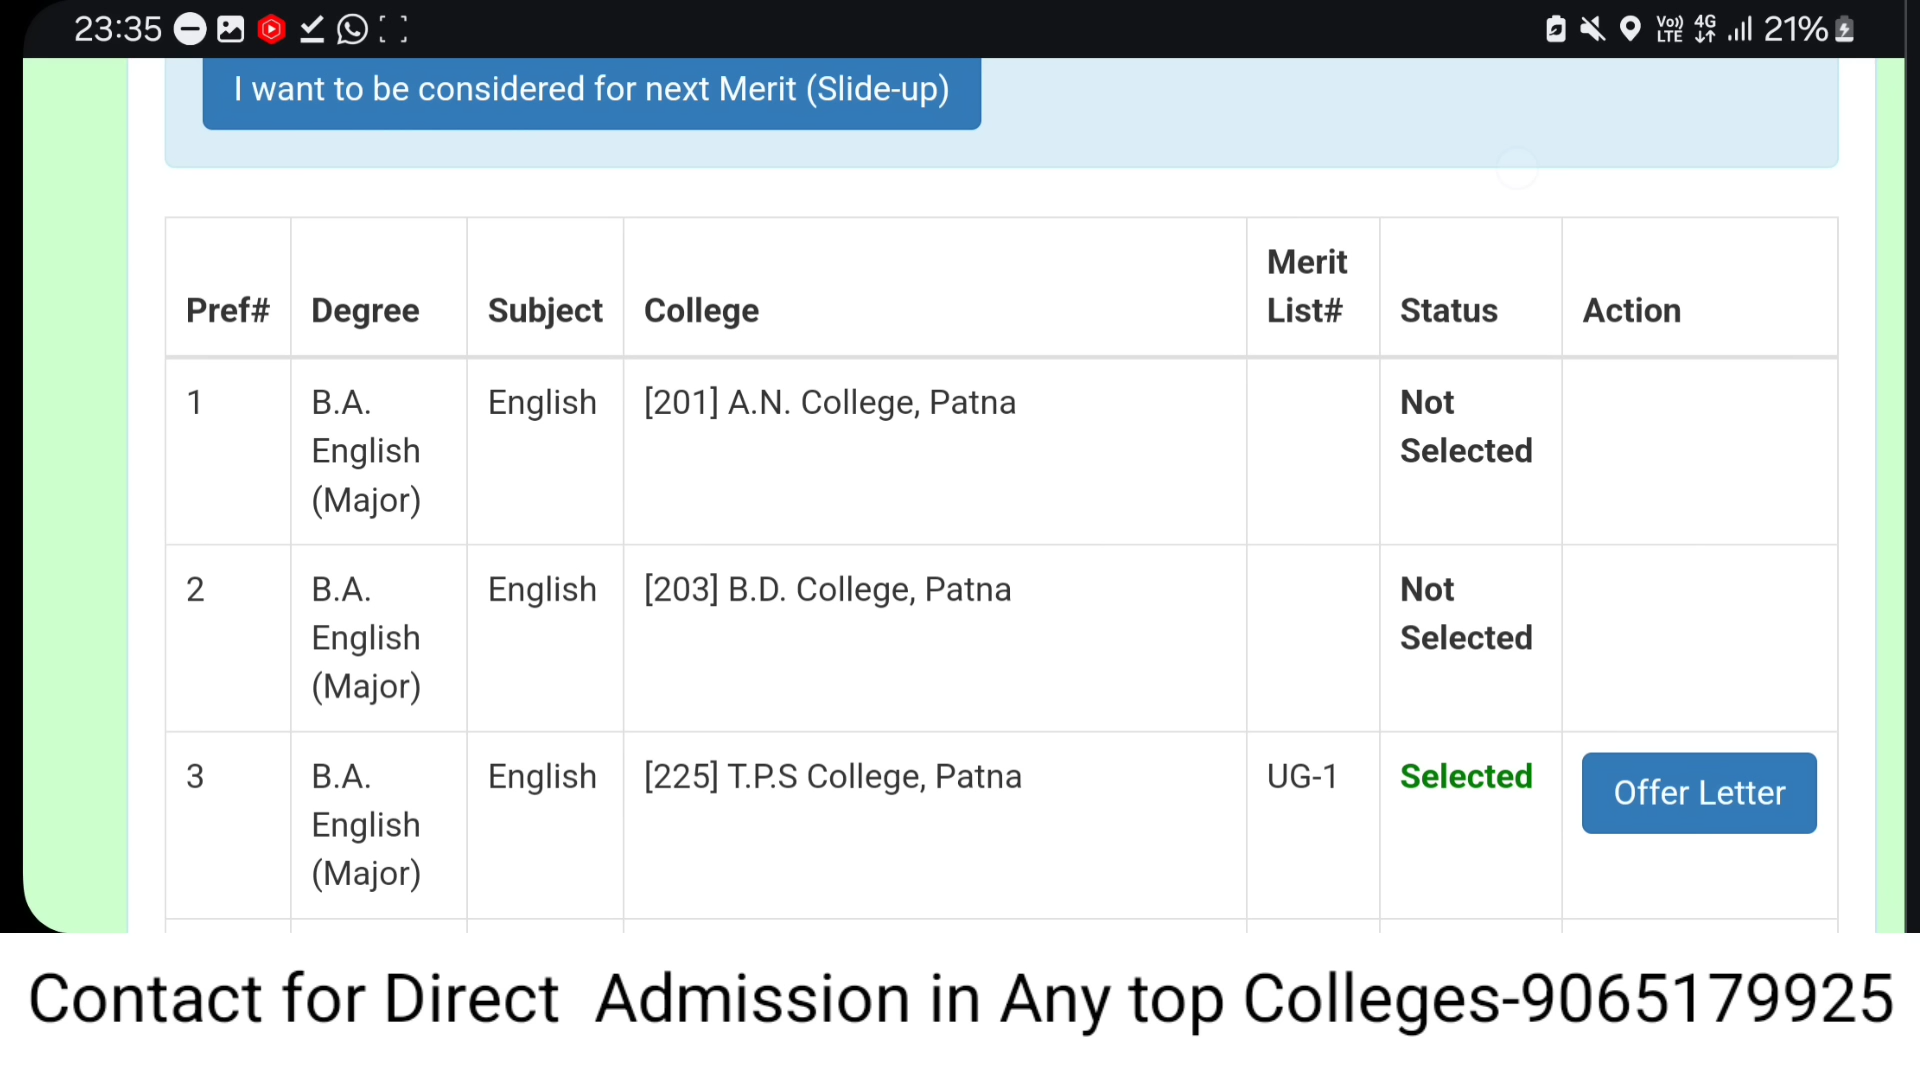 23:35
Vo)) LTE 4G 21%
I want to be considered for next Merit (Slide-up)
Pref# Degree Subject College Merit List# Status Action
1 B.A. English (Major) English [201] A.N. College, Patna Not Selected
2 B.A. English (Major) English [203] B.D. College, Patna Not Selected
3 B.A. English (Major) English [225] T.P.S College, Patna UG-1 Selected Offer Letter
Contact for Direct Admission in Any top Colleges-9065179925